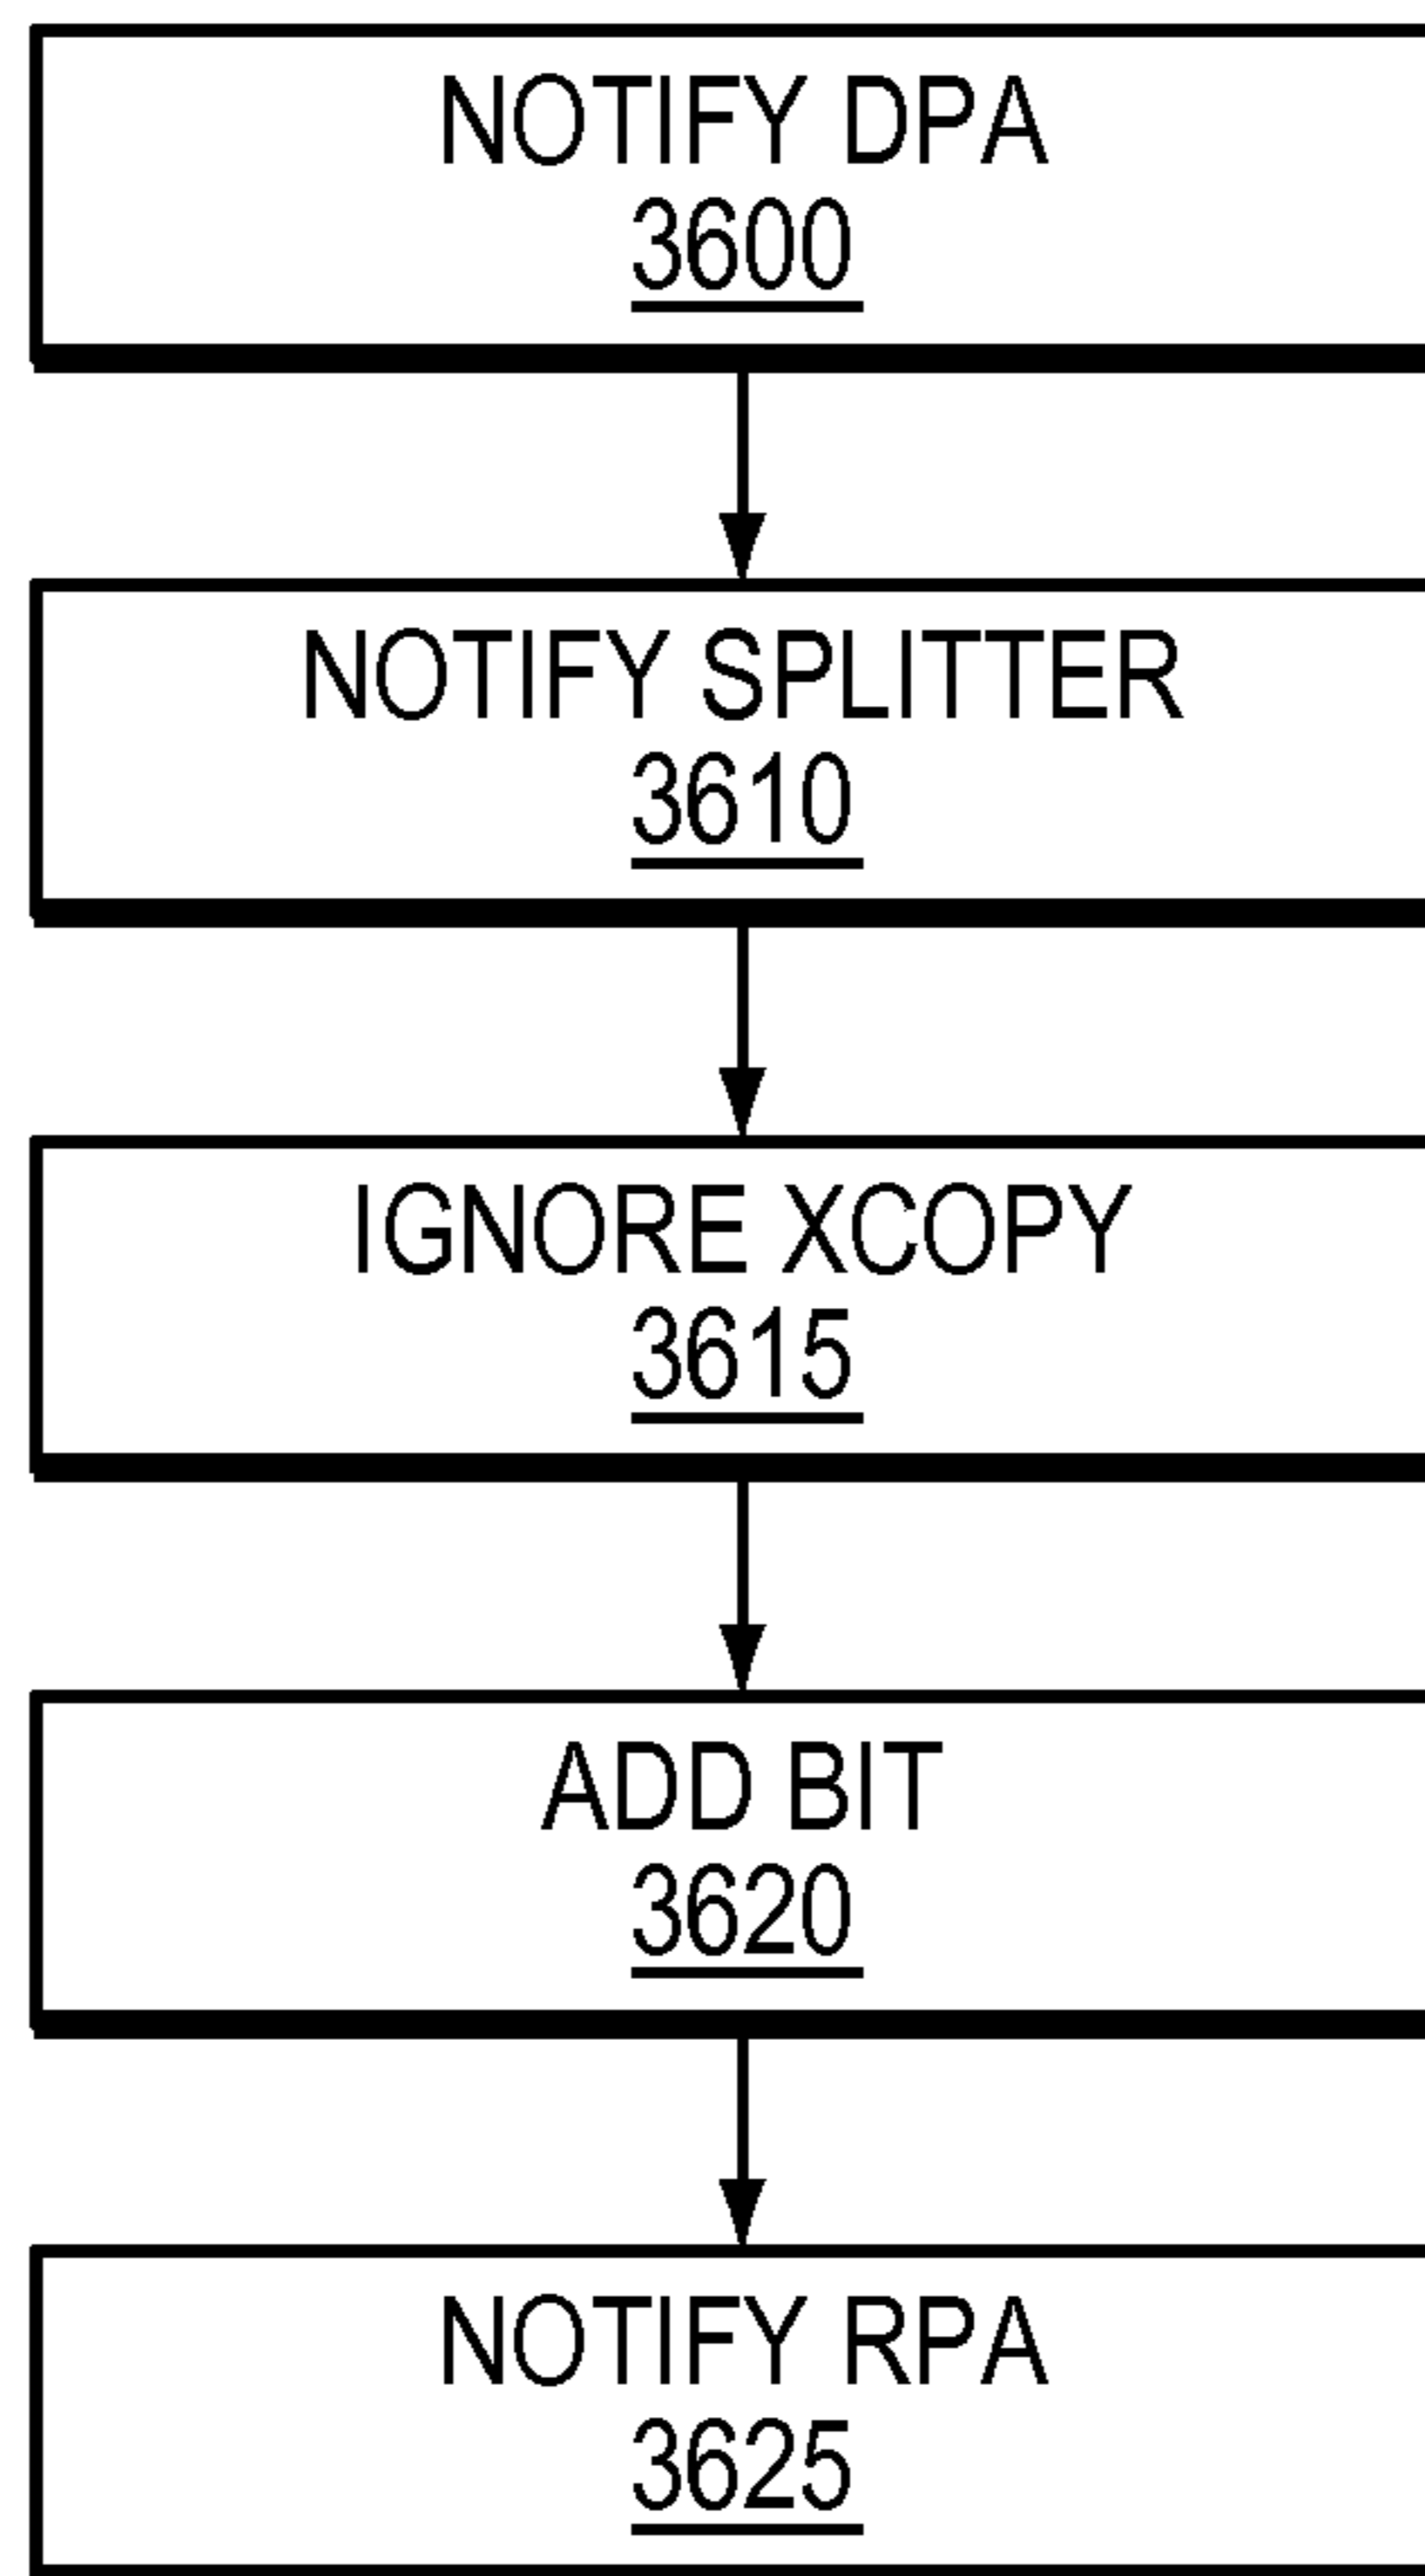 NOTIFY DPA
3600
NOTIFY SPLITTER
3610
IGNORE XCOPY
3615
ADD BIT
3620
NOTIFY RPA
3625